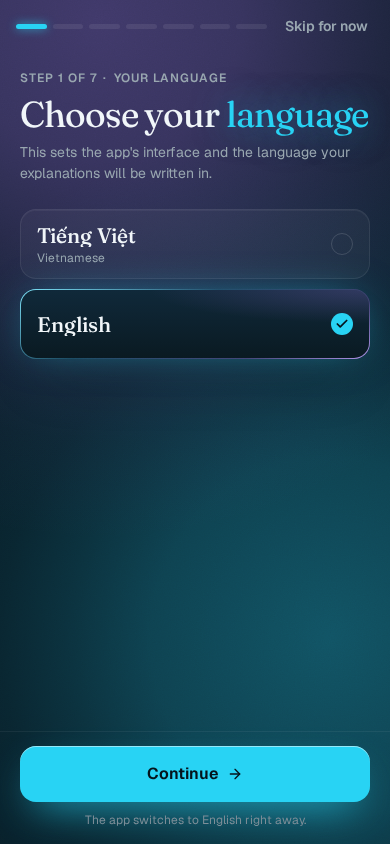 Skip for now
STEP 1 OF 7 · YOUR LANGUAGE
Choose your language
This sets the app's interface and the language your
explanations will be written in.
Tiếng Việt
Vietnamese
English
Continue →
The app switches to English right away.